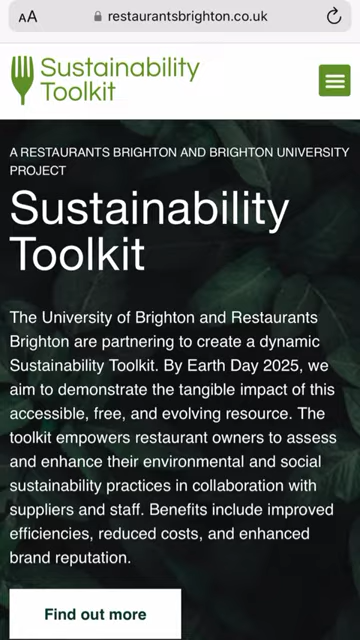 AA restaurantsbrighton.co.uk
Sustainability
Toolkit
A RESTAURANTS BRIGHTON AND BRIGHTON UNIVERSITY
PROJECT
Sustainability
Toolkit
The University of Brighton and Restaurants
Brighton are partnering to create a dynamic
Sustainability Toolkit. By Earth Day 2025, we
aim to demonstrate the tangible impact of this
accessible, free, and evolving resource. The
toolkit empowers restaurant owners to assess
and enhance their environmental and social
sustainability practices in collaboration with
suppliers and staff. Benefits include improved
efficiencies, reduced costs, and enhanced
brand reputation.
Find out more